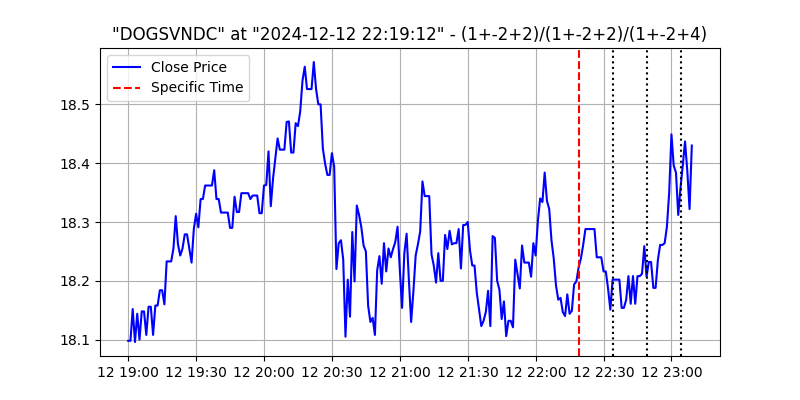 "DOGSVNDC" at "2024-12-12 22:19:12" - (1+-2+2)/(1+-2+2)/(1+-2+4)
Close Price
Specific Time
18.5
18.4
18.3
18.2
18.1
12 19:00 12 19:30 12 20:00 12 20:30 12 21:00 12 21:30 12 22:00 12 22:30 12 23:00